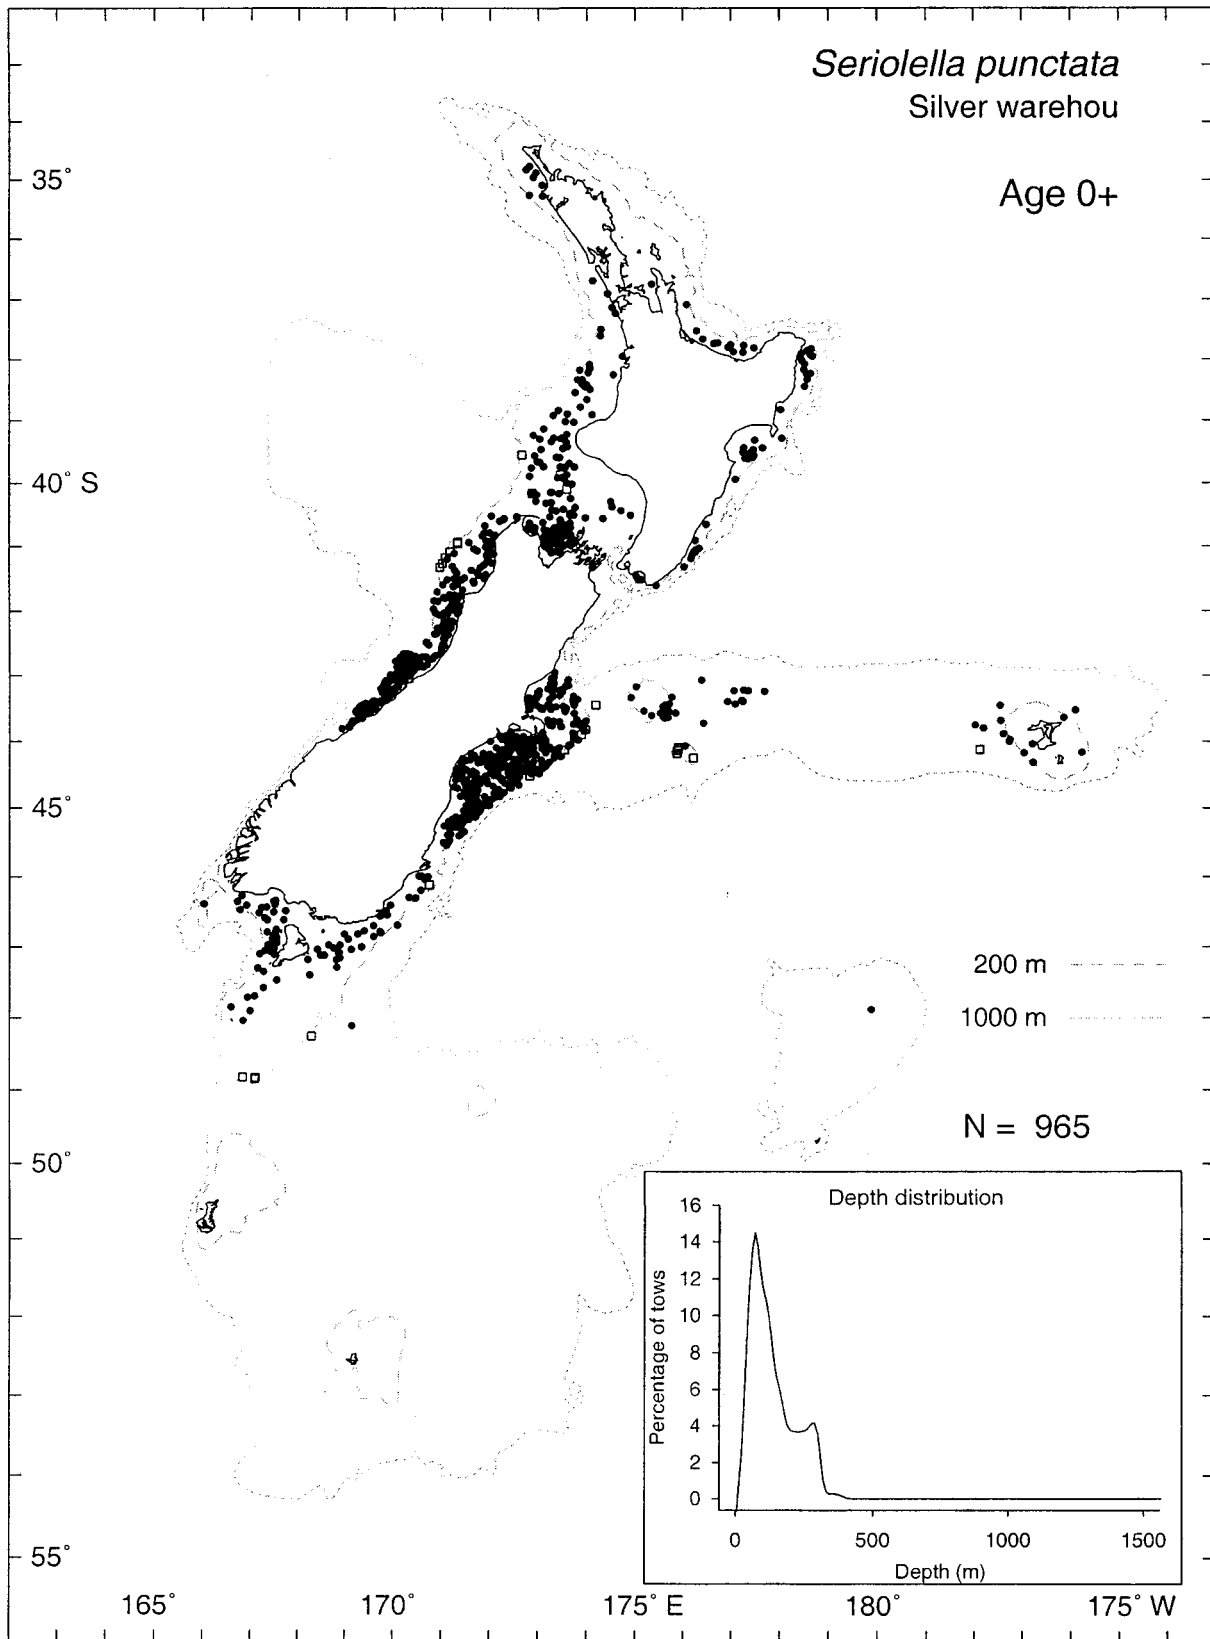 Seriolella punctata
Silver warehou
Age 0+
35°
40° S
45°
50°
55°
200 m
1000 m
N = 965
Depth distribution
16
14
12
10
8
6
4
2
0
Percentage of tows
0 500 1000 1500
Depth (m)
165° 170° 175° E 180° 175° W